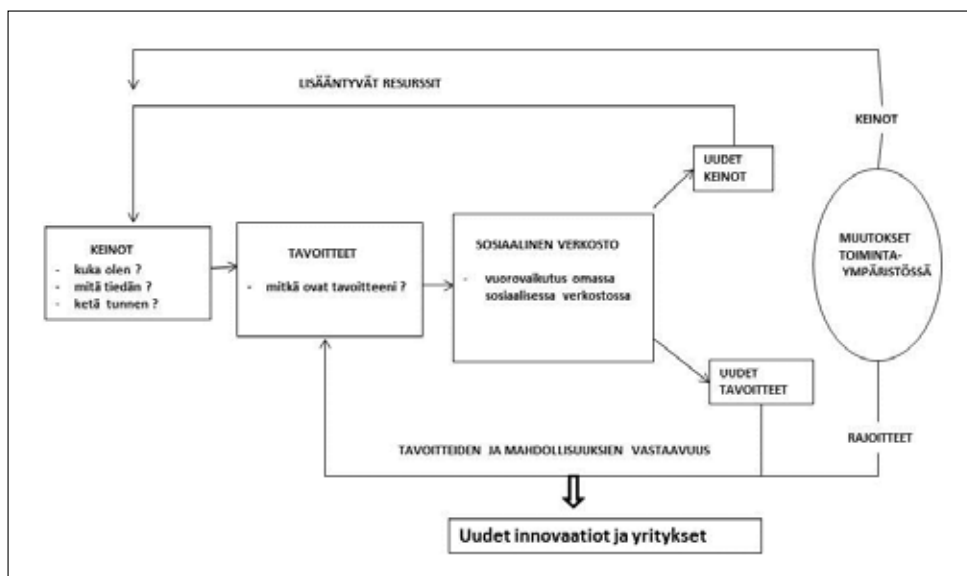 LISÄÄNTYVÄT RESURSSIT
KEINOT
UUDET
KEINOT
KEINOT
- kuka olen ?
- mitä tiedän ?
- ketä tunnen ?
TAVOITTEET
- mitkä ovat tavoitteeni ?
SOSIAALINEN VERKOSTO
- vuorovaikutus omassa
sosiaalisessa verkostossa
MUUTOKSET
TOIMINTA-
YMPÄRISTÖSSÄ
UUDET
TAVOITTEET
RAJOITTEET
TAVOITTEIDEN JA MAHDOLLISUUKSIEN VASTAAVUUS
Uudet innovaatiot ja yritykset